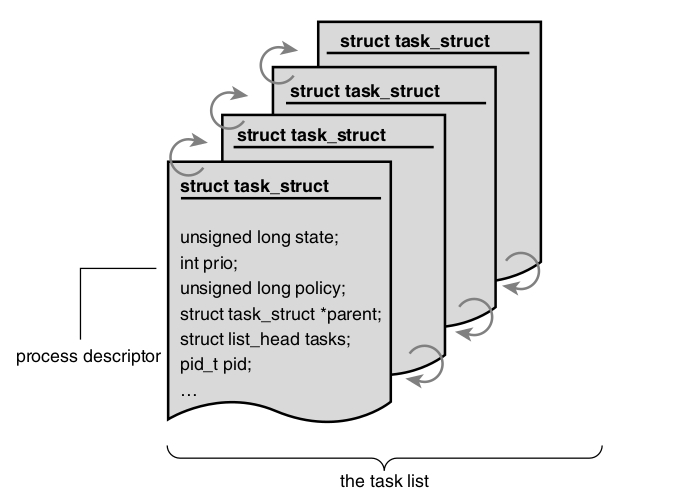 struct task_struct
struct task_struct
struct task_struct
struct task_struct
unsigned long state;
int prio;
unsigned long policy;
struct task_struct *parent;
struct list_head tasks;
pid_t pid;
…
process descriptor
the task list